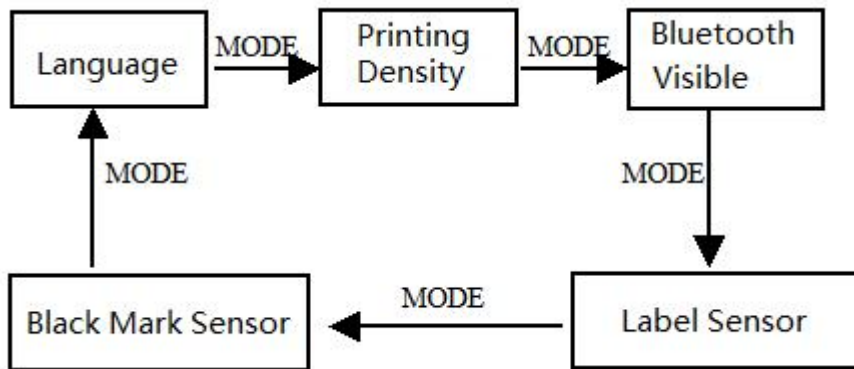 Language
MODE
Printing
Density
MODE
Bluetooth
Visible
MODE
Label Sensor
MODE
Black Mark Sensor
MODE